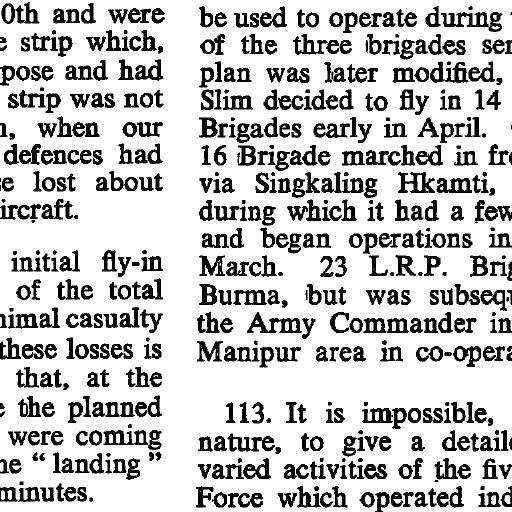 0th and were
strip which,
pose and had
strip was not
when our
defences had
lost about
ircraft.
initial fly-in
of the total
nimal casualty
these losses is
that, at the
the planned
were coming
" landing "
minutes.
be used to operate during
of the three brigades
plan was later modified,
Slim decided to fly in 14
Brigades early in April.
16 Brigade marched in
via Singkaling Hkamti,
during which it had a few
and began operations in
March. 23 L.R.P. Brig
Burma, but was subseq
the Army Commander in
Manipur area in co-opera
113. It is impossible,
nature, to give a detaile
varied activities of the fiv
Force which operated ind